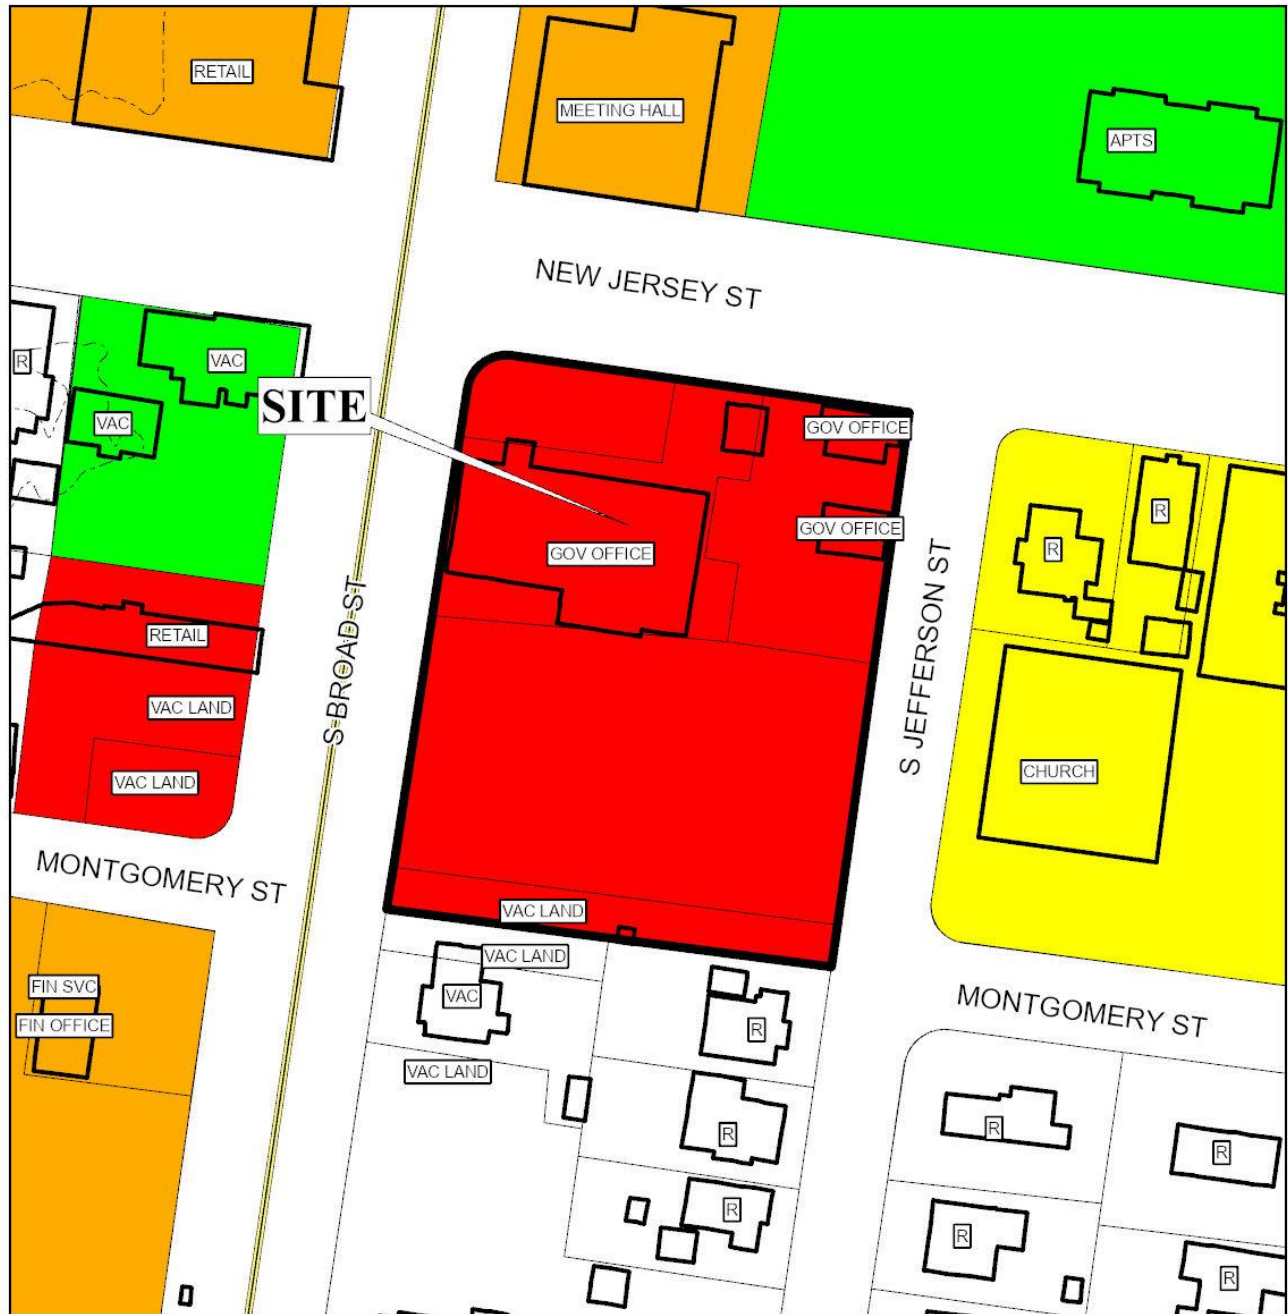 RETAIL
MEETING HALL
APTS
NEW JERSEY ST
R
VAC
VAC
SITE
GOV OFFICE
GOV OFFICE
GOV OFFICE
R
R
RETAIL
VAC LAND
VAC LAND
S BROAD ST
S JEFFERSON ST
CHURCH
MONTGOMERY ST
VAC LAND
VAC LAND
VAC
VAC LAND
FIN SVC
FIN OFFICE
MONTGOMERY ST
R
R
R
R
R
R
R